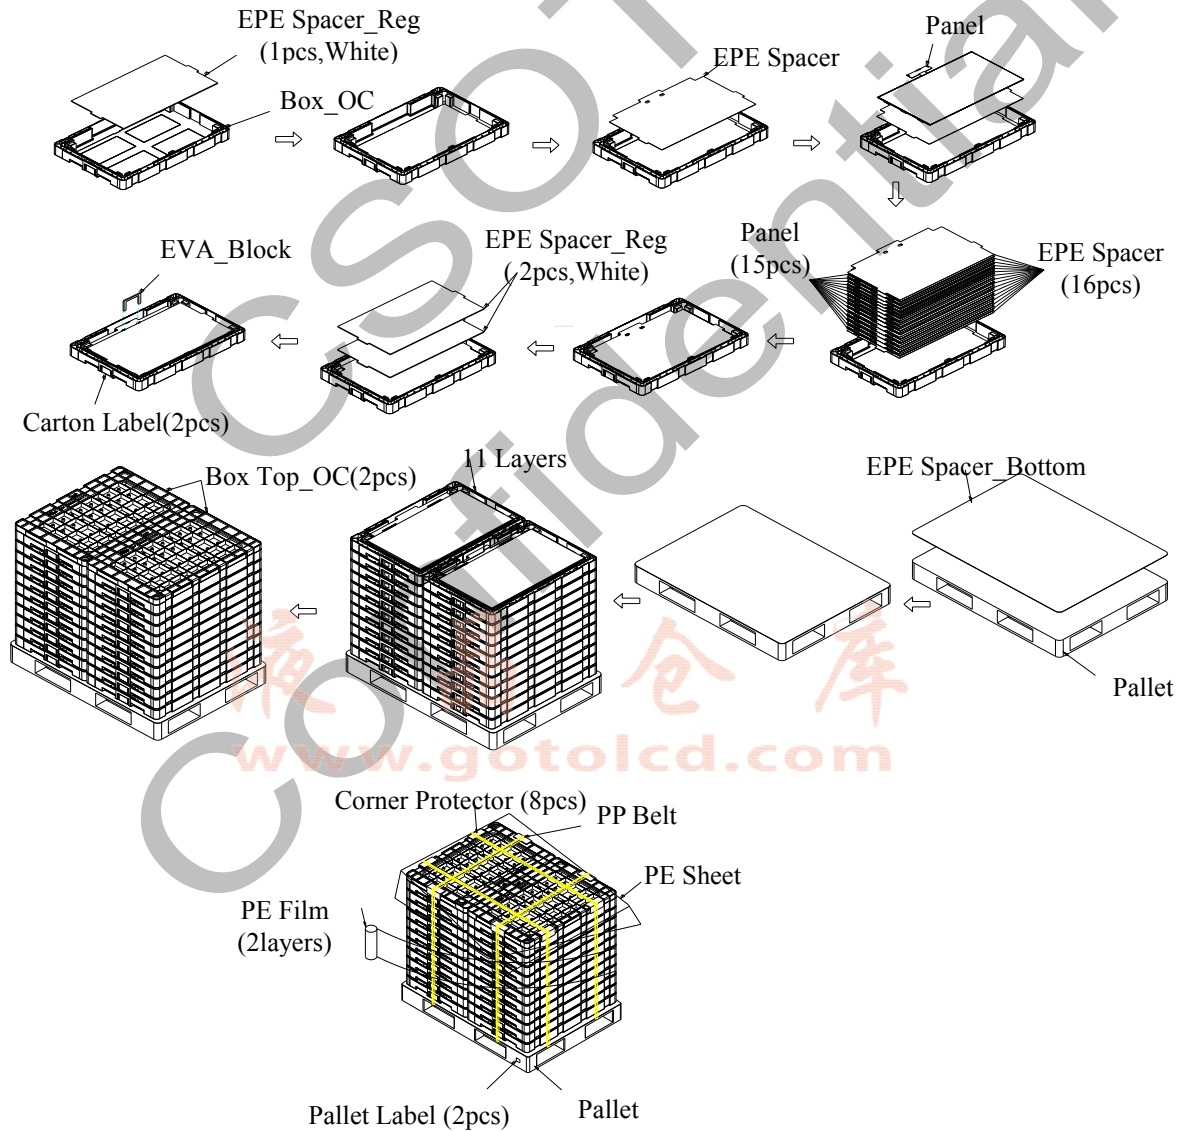 EPE Spacer_Reg
(1pcs,White)
Box_OC
EPE Spacer
Panel
EVA_Block
EPE Spacer_Reg
(2pcs,White)
Panel
(15pcs)
EPE Spacer
(16pcs)
Carton Label(2pcs)
Box Top_OC(2pcs)
11 Layers
EPE Spacer_Bottom
Pallet
Corner Protector (8pcs)
PP Belt
PE Sheet
PE Film
(2layers)
Pallet Label (2pcs)
Pallet
CSOT
Confidential
液晶仓库
www.gotolcd.com